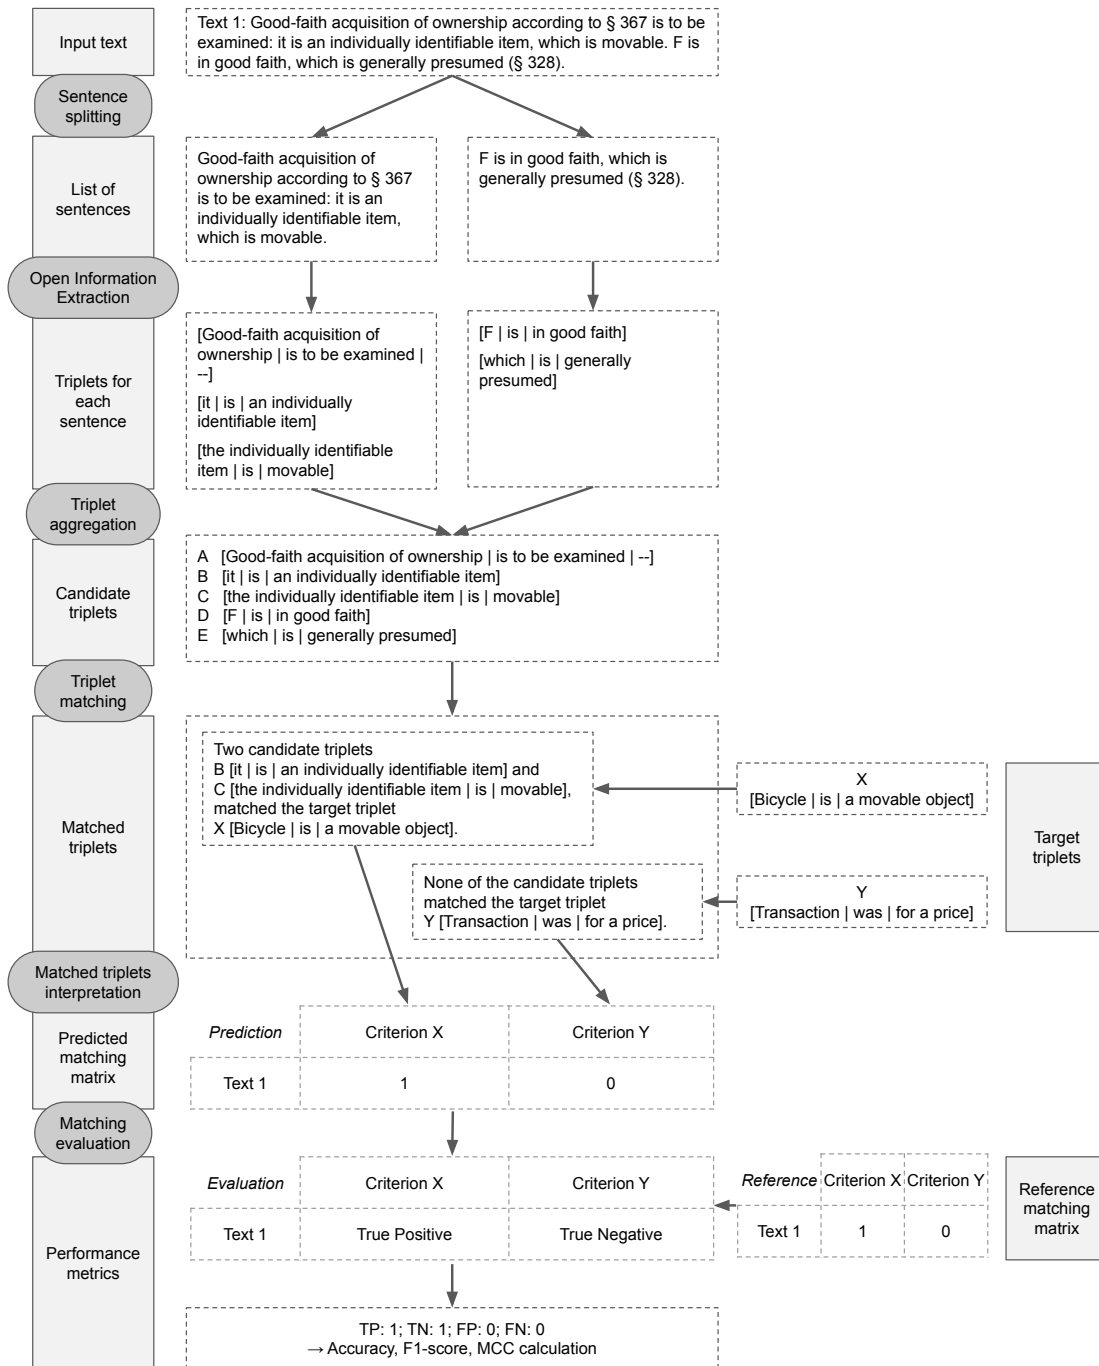 Input text
Text 1: Good-faith acquisition of ownership according to § 367 is to be
examined: it is an individually identifiable item, which is movable. F is
in good faith, which is generally presumed (§ 328).
Sentence
splitting
List of
sentences
Good-faith acquisition of
ownership according to § 367
is to be examined: it is an
individually identifiable item,
which is movable.
F is in good faith, which is
generally presumed (§ 328).
Open Information
Extraction
Triplets for
each
sentence
[Good-faith acquisition of
ownership | is to be examined |
--]
[it | is | an individually
identifiable item]
[the individually identifiable
item | is | movable]
[F | is | in good faith]
[which | is | generally
presumed]
Triplet
aggregation
Candidate
triplets
A [Good-faith acquisition of ownership | is to be examined | --]
B [it | is | an individually identifiable item]
C [the individually identifiable item | is | movable]
D [F | is | in good faith]
E [which | is | generally presumed]
Triplet
matching
Matched
triplets
Two candidate triplets
B [it | is | an individually identifiable item] and
C [the individually identifiable item | is | movable],
matched the target triplet
X [Bicycle | is | a movable object].
X
[Bicycle | is | a movable object]
Target
triplets
None of the candidate triplets
matched the target triplet
Y [Transaction | was | for a price].
Y
[Transaction | was | for a price]
Matched triplets
interpretation
Predicted
matching
matrix
Prediction Criterion X Criterion Y
Text 1 1 0
Matching
evaluation
Performance
metrics
Evaluation Criterion X Criterion Y
Text 1 True Positive True Negative
Reference Criterion X Criterion Y
Text 1 1 0
Reference
matching
matrix
TP: 1; TN: 1; FP: 0; FN: 0
→ Accuracy, F1-score, MCC calculation